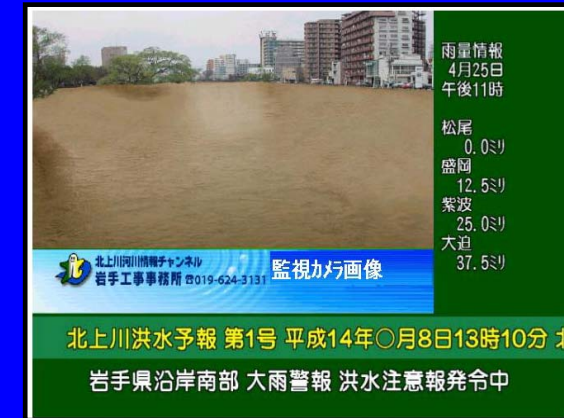 雨量情報
4月25日
午後11時
松尾
0.0ミリ
盛岡
12.5ミリ
紫波
25.0ミリ
大迫
37.5ミリ
北上川河川情報チャンネル
岩手工事事務所 ☎019-624-3131
監視カメラ画像
北上川洪水予報 第1号 平成14年○月8日13時10分
岩手県沿岸南部 大雨警報 洪水注意報発令中